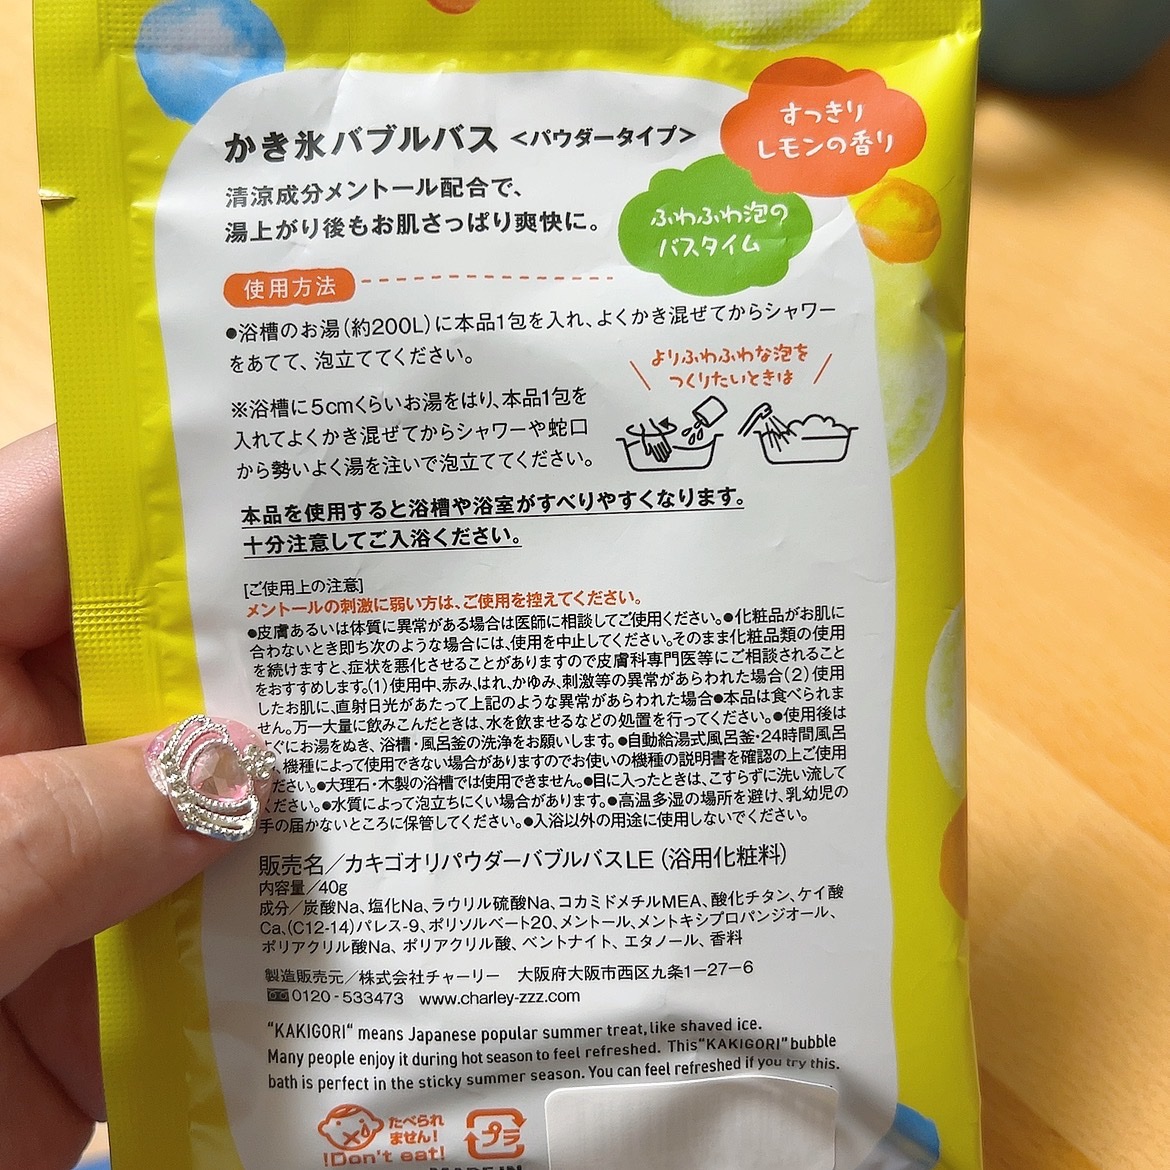 かき氷バブルバス <パウダータイプ>
すっきり
レモンの香り
清涼成分メントール配合で、
湯上がり後もお肌さっぱり爽快に。
ふわふわ泡の
バスタイム
使用方法
●浴槽のお湯(約200L)に本品1包を入れ、よくかき混ぜてからシャワー
をあてて、泡立ててください。
よりふわふわな泡を
つくりたいときは
※浴槽に5cmくらいお湯をはり、本品1包を
入れてよくかき混ぜてからシャワーや蛇口
から勢いよく湯を注いで泡立ててください。
本品を使用すると浴槽や浴室がすべりやすくなります。
十分注意してご入浴ください。
[ご使用上の注意]
メントールの刺激に弱い方は、ご使用を控えてください。
●皮膚あるいは体質に異常がある場合は医師に相談してご使用ください。●化粧品がお肌に
合わないとき即ち次のような場合には、使用を中止してください。そのまま化粧品類の使用
を続けますと、症状を悪化させることがありますので皮膚科専門医等にご相談されること
をおすすめします。(1)使用中、赤み、はれ、かゆみ、刺激等の異常があらわれた場合(2)使用
したお肌に、直射日光があたって上記のような異常があらわれた場合●本品は食べられま
せん。万一大量に飲みこんだときは、水を飲ませるなどの処置を行ってください。●使用後は
ぐにお湯をぬき、浴槽・風呂釜の洗浄をお願いします。●自動給湯式風呂釜・24時間風呂
、機種によって使用できない場合がありますのでお使いの機種の説明書を確認の上ご使用
ださい。●大理石・木製の浴槽では使用できません。●目に入ったときは、こすらずに洗い流して
ください。●水質によって泡立ちにくい場合があります。●高温多湿の場所を避け、乳幼児の
手の届かないところに保管してください。●入浴以外の用途に使用しないでください。
販売名／カキゴオリパウダーバブルバスLE(浴用化粧料)
内容量／40g
成分／炭酸Na、塩化Na、ラウリル硫酸Na、コカミドメチルMEA、酸化チタン、ケイ酸
Ca、(C12-14)パレス-9、ポリソルベート20、メントール、メントキシプロパンジオール、
ポリアクリル酸Na、ポリアクリル酸、ベントナイト、エタノール、香料
製造販売元／株式会社チャーリー 大阪府大阪市西区九条1-27-6
0120-533473 www.charley-zzz.com
"KAKIGORI" means Japanese popular summer treat, like shaved ice.
Many people enjoy it during hot season to feel refreshed. This "KAKIGORI" bubble
bath is perfect in the sticky summer season. You can feel refreshed if you try this.
たべられ
ません!
!Don't eat!
プラ
MADE IN